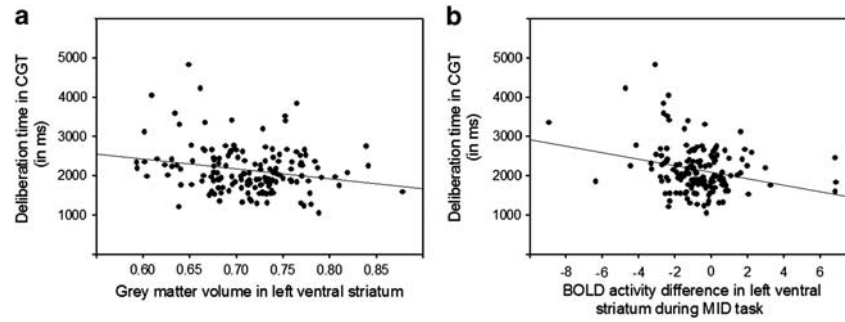 a
Deliberation time in CGT
(in ms)
5000
4000
3000
2000
1000
0.60 0.65 0.70 0.75 0.80 0.85
Grey matter volume in left ventral striatum
b
Deliberation time in CGT
(in ms)
5000
4000
3000
2000
1000
-8 -6 -4 -2 0 2 4 6 8
BOLD activity difference in left ventral
striatum during MID task